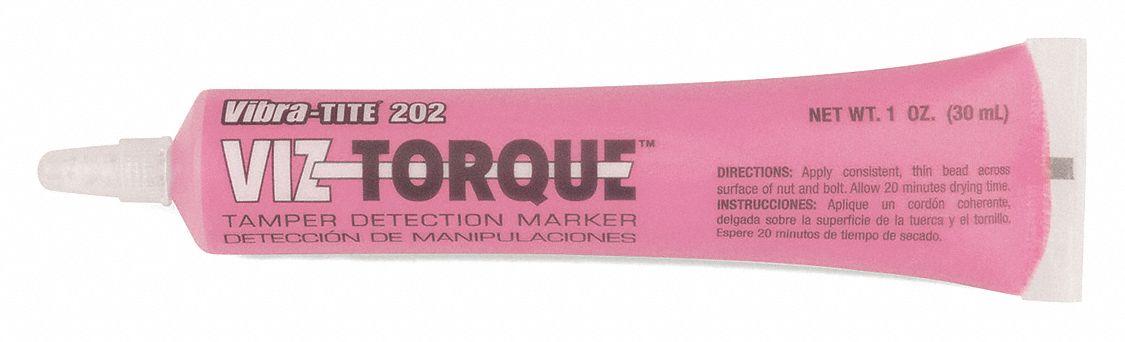 Vibra-TITE® 202
VIZ-TORQUE™
TAMPER DETECTION MARKER
DETECCIÓN DE MANIPULACIONES
NET WT. 1 OZ. (30 mL)
DIRECTIONS: Apply consistent, thin bead across
surface of nut and bolt. Allow 20 minutes drying time.
INSTRUCCIONES: Aplique un cordón coherente,
delgada sobre la superficie de la tuerca y el tornillo.
Espere 20 minutos de tiempo de secado.